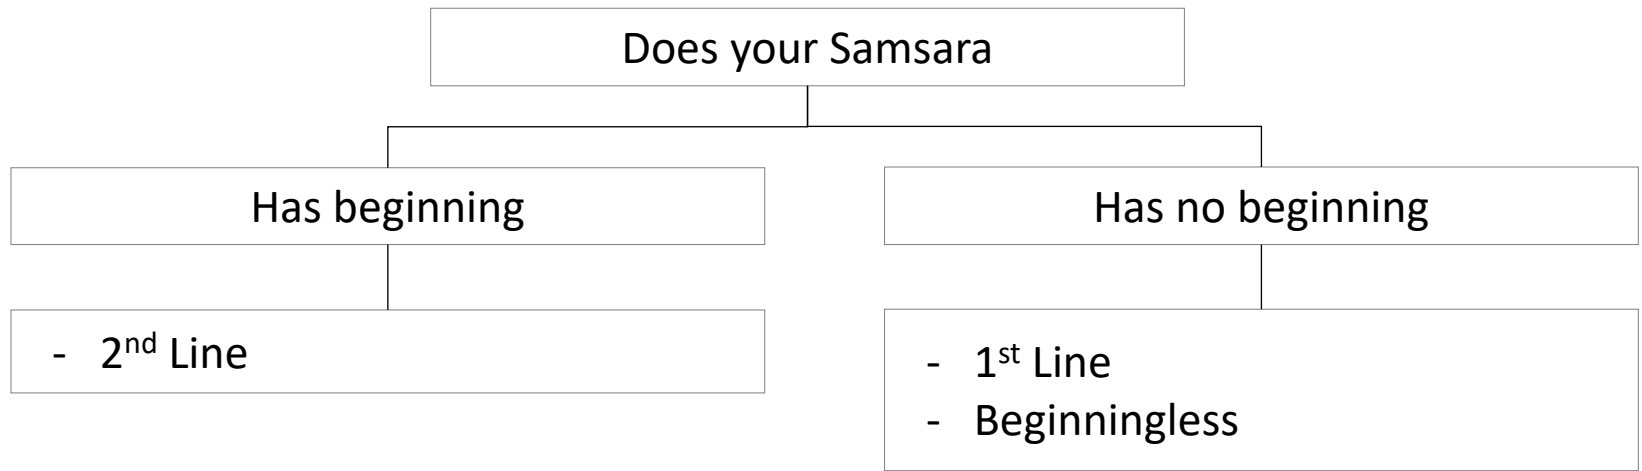 Does your Samsara
Has beginning
Has no beginning
- 2nd Line
- 1st Line
- Beginningless